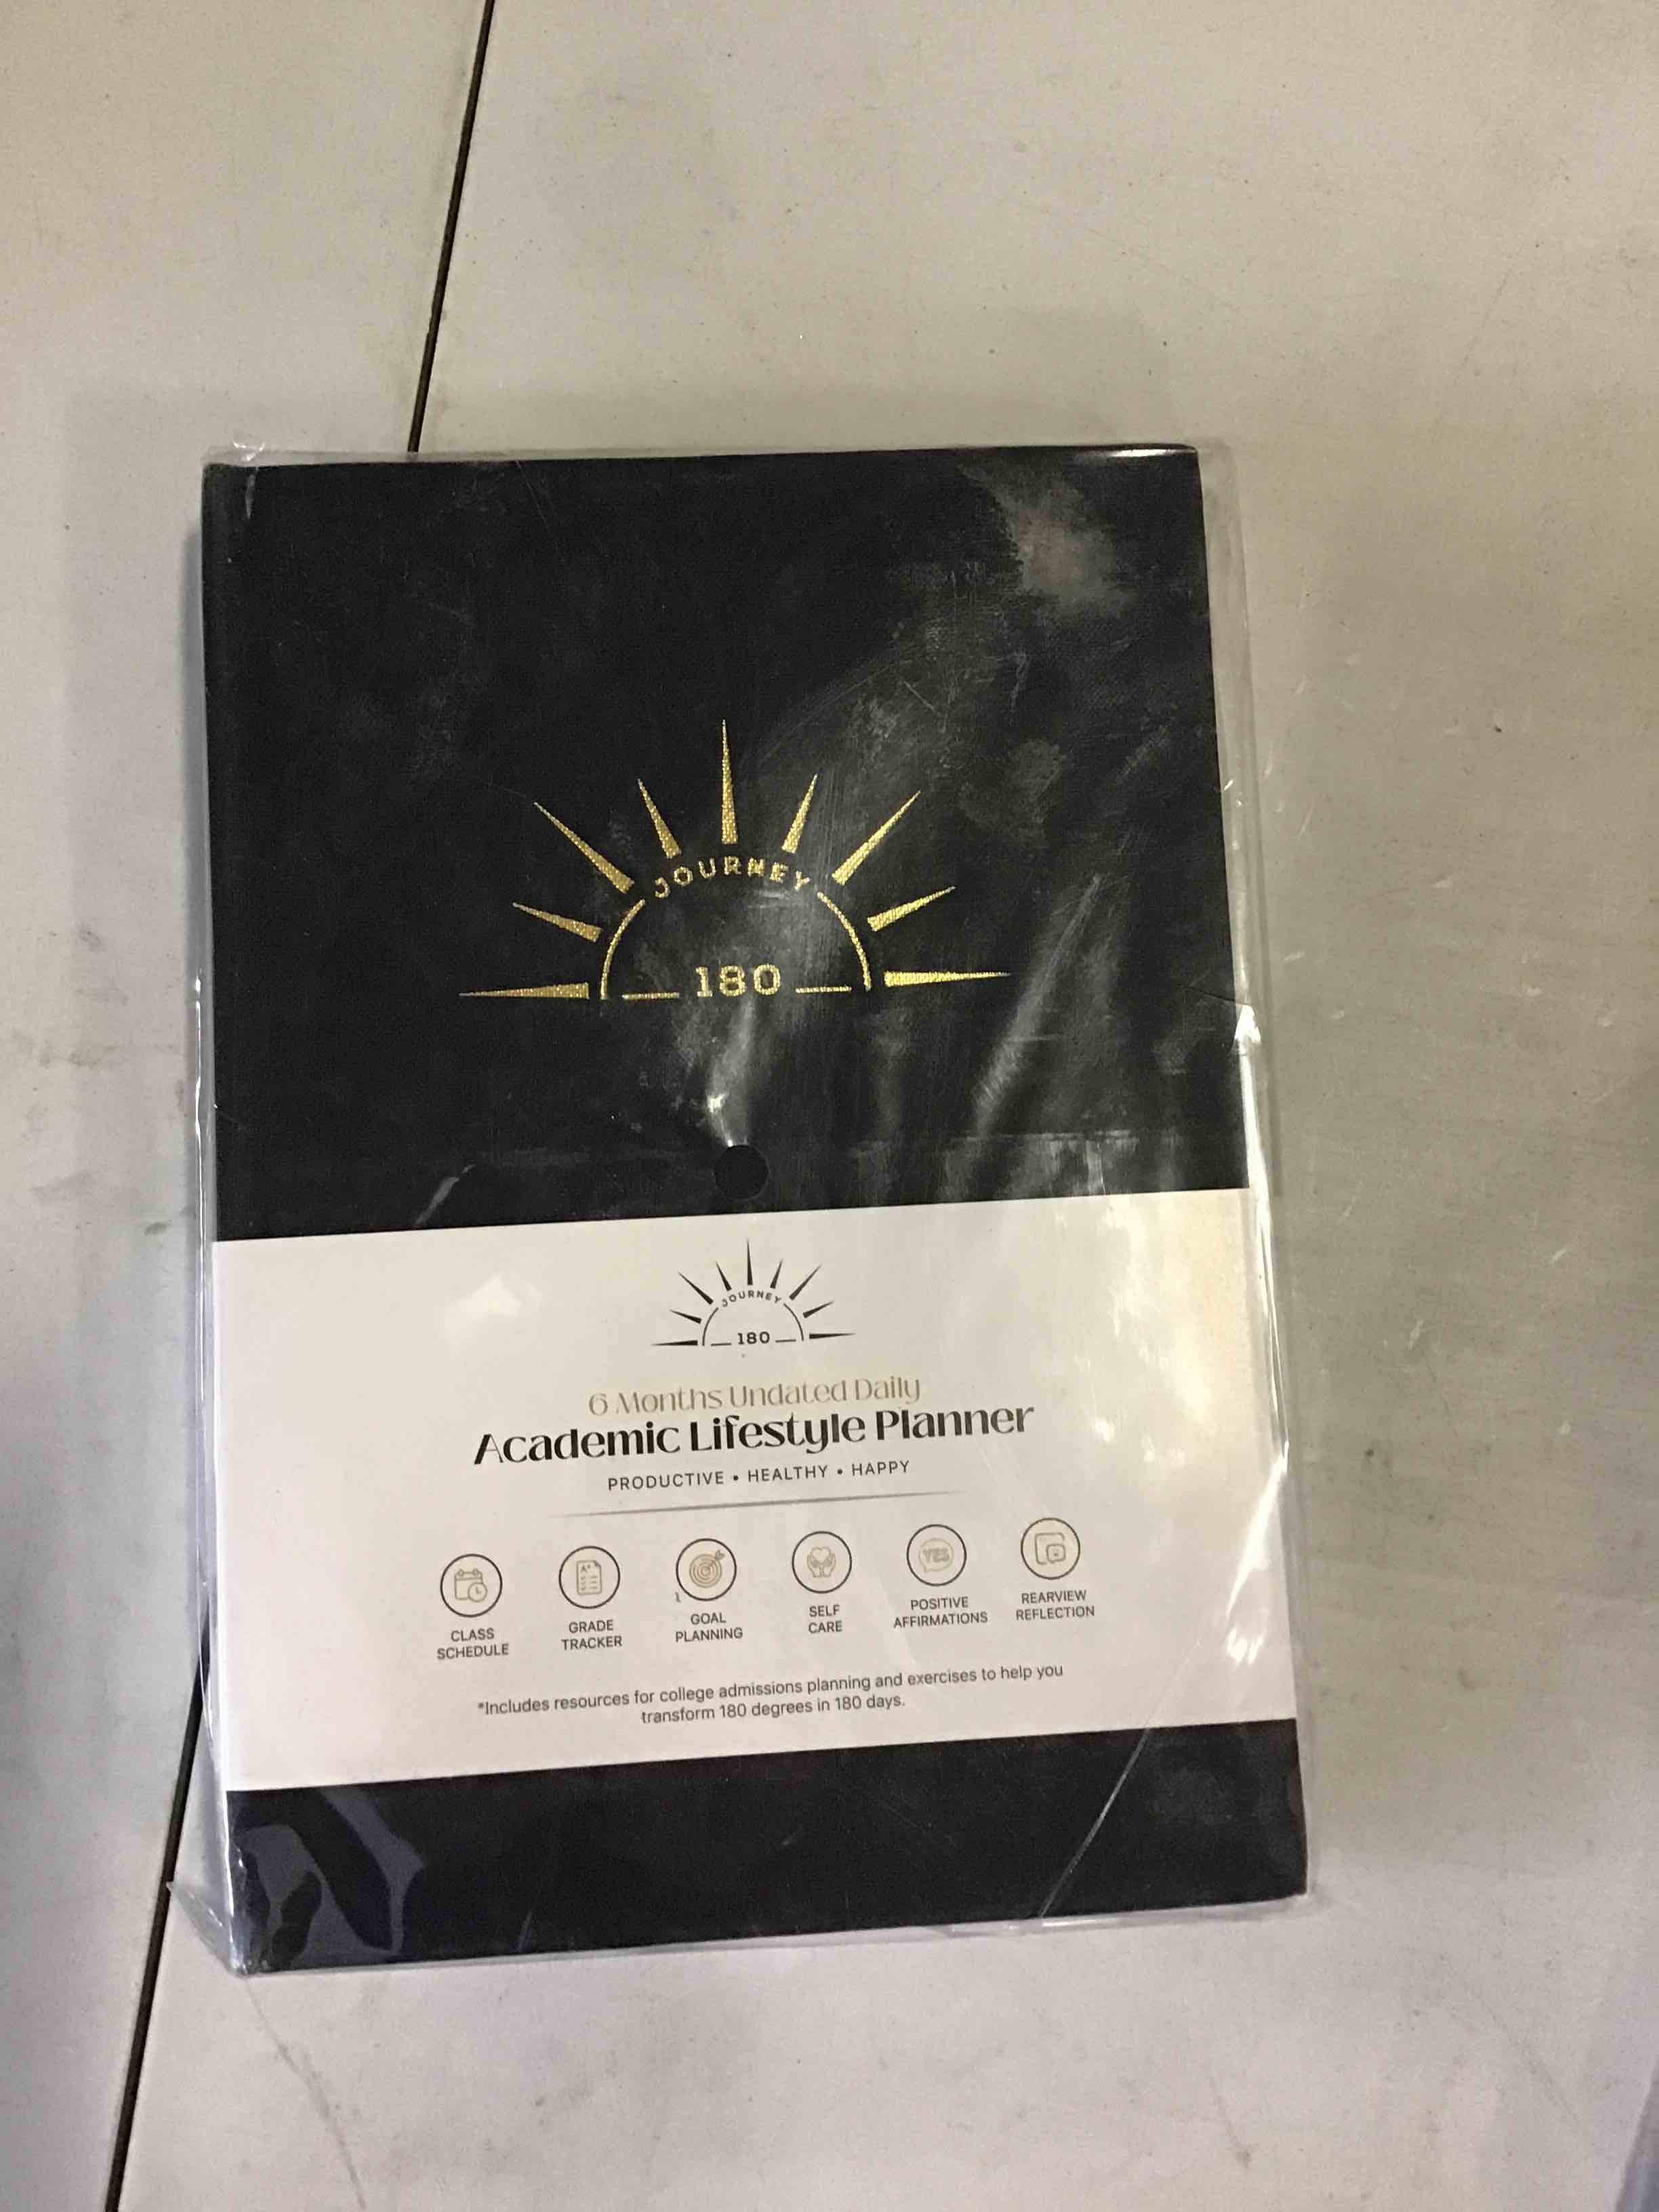 JOURNEY
180
JOURNEY
180
6 Months Undated Daily
Academic Lifestyle Planner
PRODUCTIVE • HEALTHY • HAPPY
A+
YES
CLASS
SCHEDULE
GRADE
TRACKER
GOAL
PLANNING
SELF
CARE
POSITIVE
AFFIRMATIONS
REARVIEW
REFLECTION
*Includes resources for college admissions planning and exercises to help you
transform 180 degrees in 180 days.